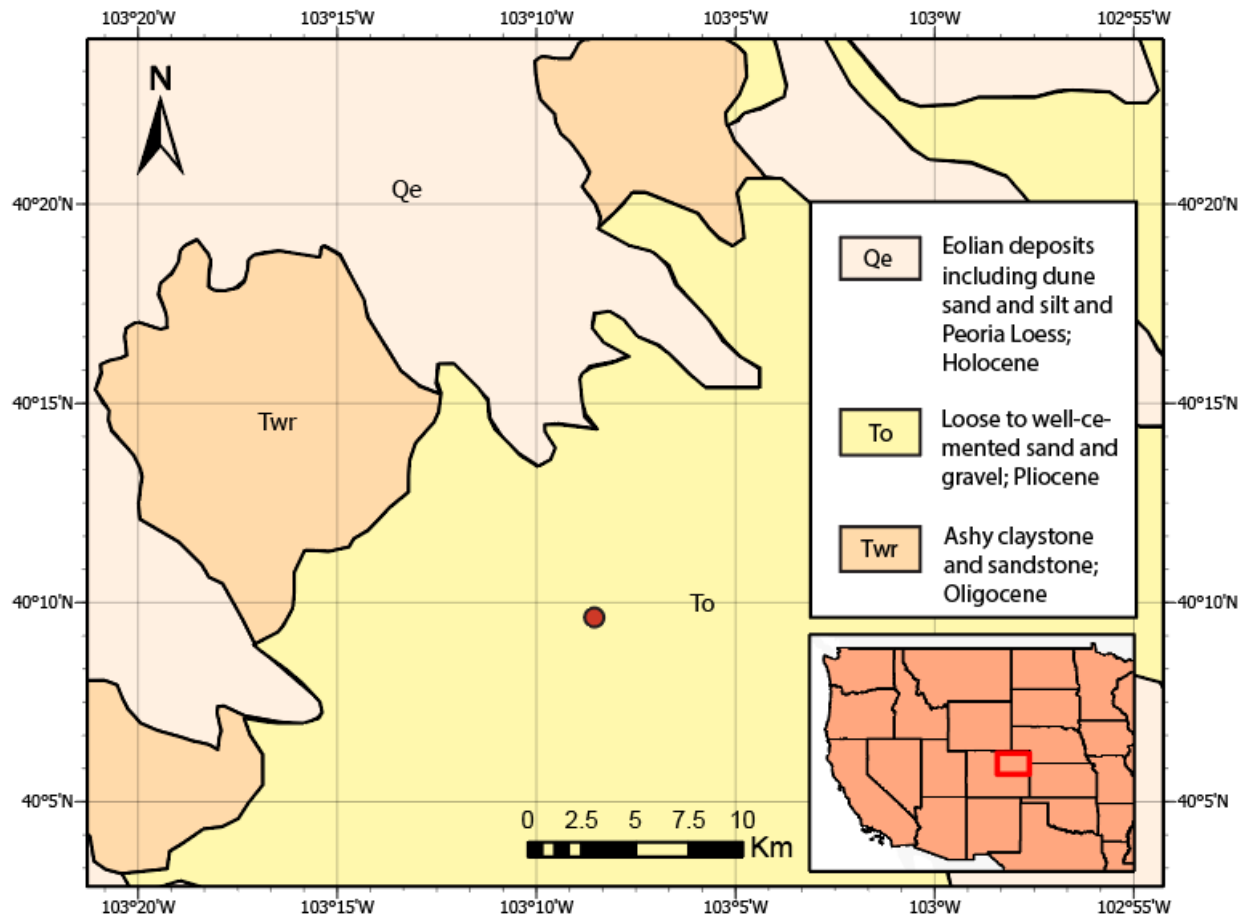 103°20'W 103°15'W 103°10'W 103°5'W 103°W 102°55'W
N
Qe
40°20'N 40°20'N
Qe
Eolian deposits
including dune
sand and silt and
Peoria Loess;
Holocene
40°15'N 40°15'N
Twr
To
Loose to well-ce-
mented sand and
gravel; Pliocene
Twr
Ashy claystone
and sandstone;
Oligocene
40°10'N 40°10'N
To
40°5'N 40°5'N
0 2.5 5 7.5 10
Km
103°20'W 103°15'W 103°10'W 103°5'W 103°W 102°55'W